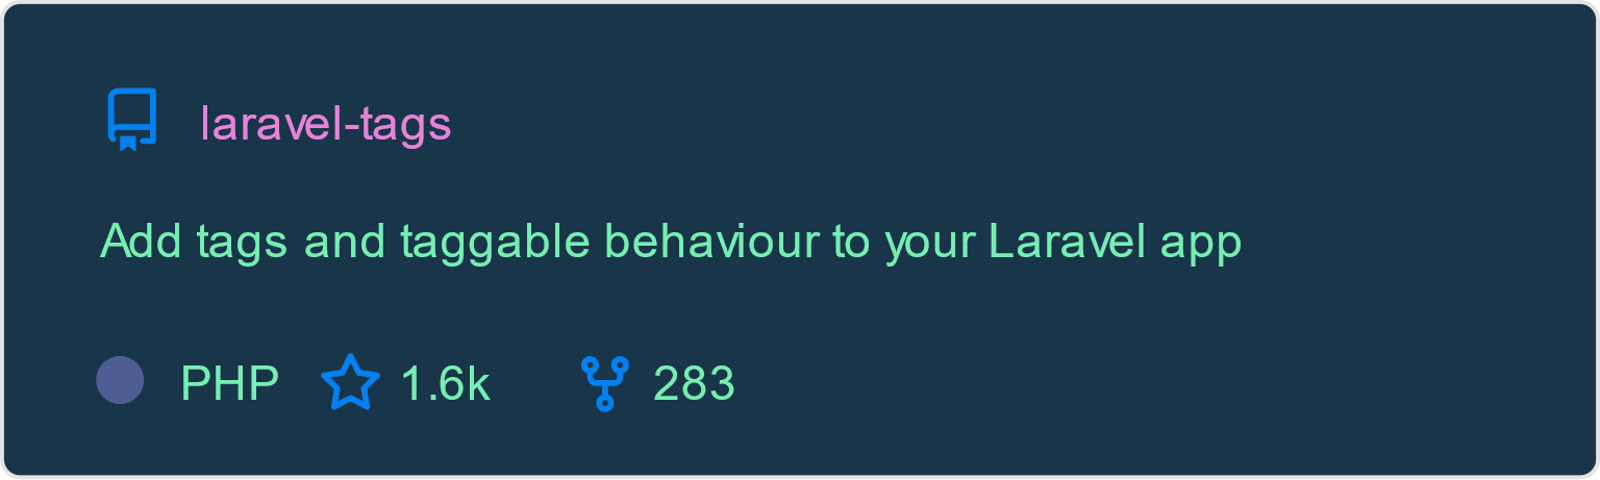 laravel-tags
Add tags and taggable behaviour to your Laravel app
PHP 1.6k 283